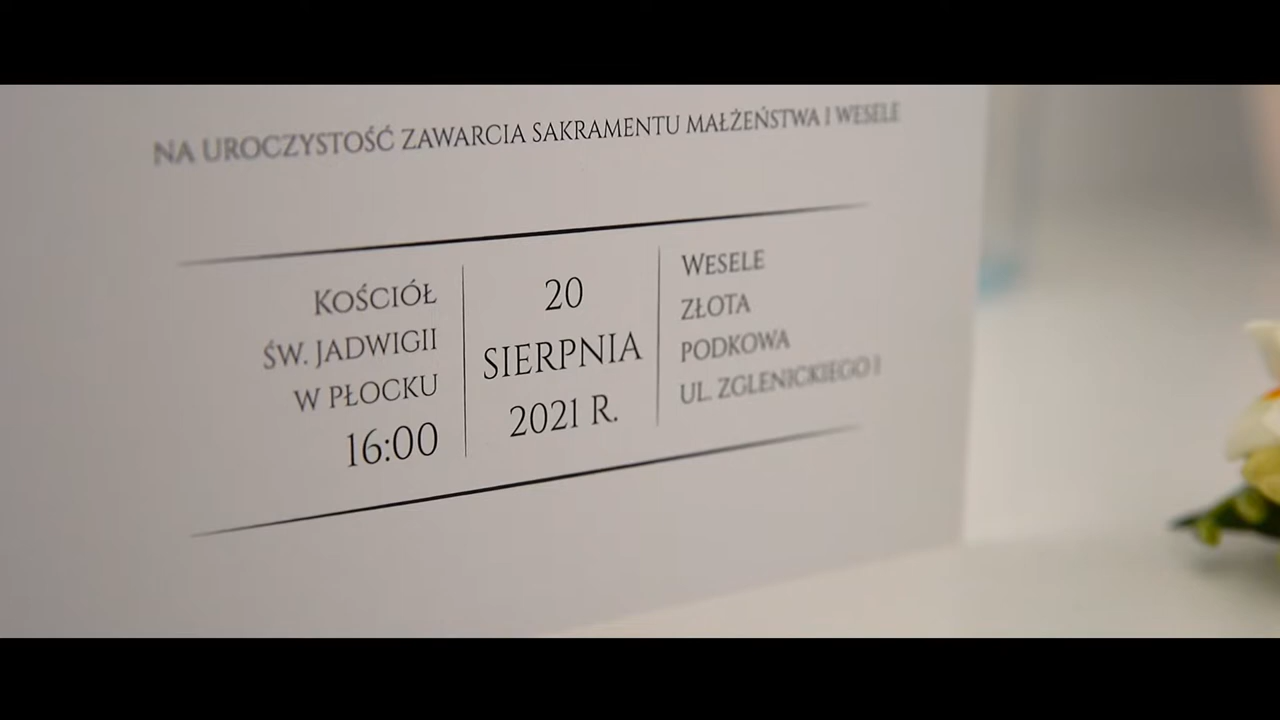 NA UROCZYSTOŚĆ ZAWARCIA SAKRAMENTU MAŁŻEŃSTWA I WESELE
KOŚCIÓŁ
ŚW. JADWIGII
W PŁOCKU
16:00
20
SIERPNIA
2021 R.
WESELE
ZŁOTA
PODKOWA
UL. ZGLENICKIEGO